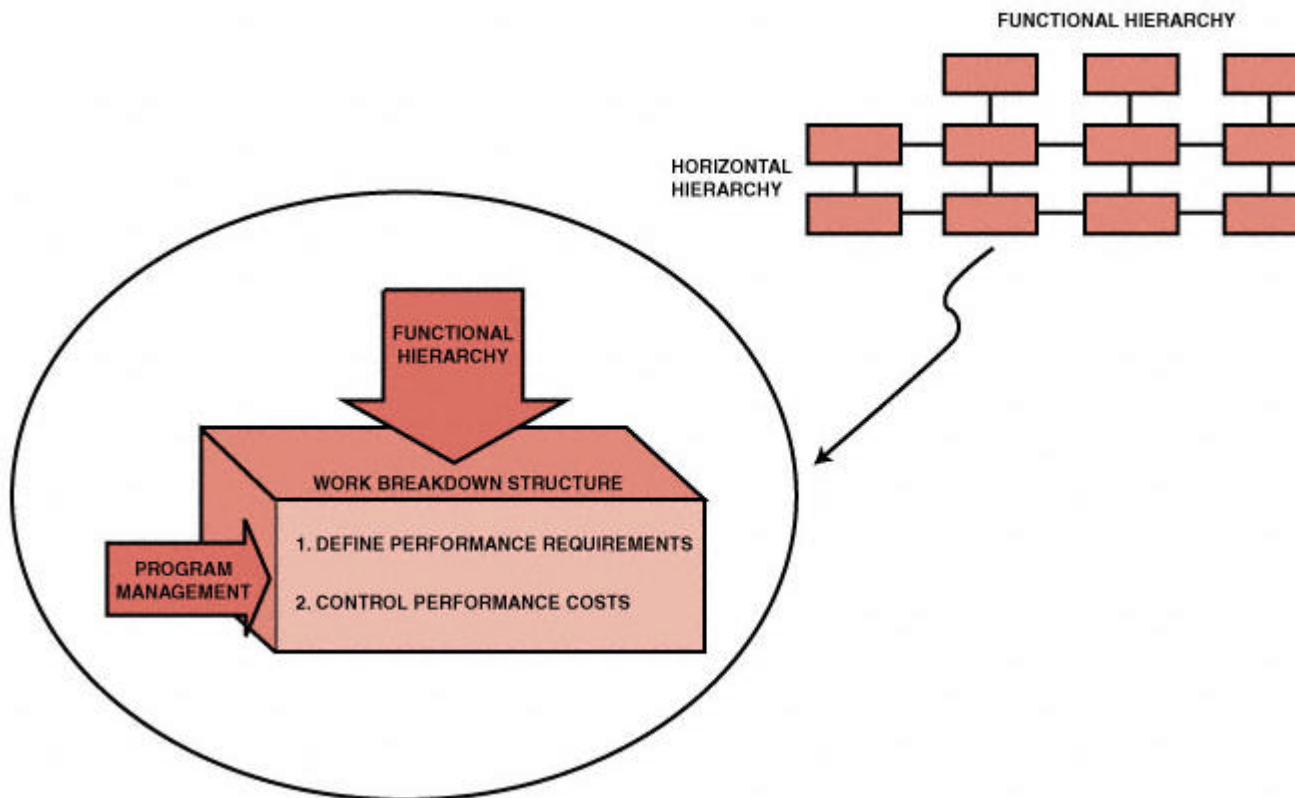 FUNCTIONAL HIERARCHY
HORIZONTAL
HIERARCHY
FUNCTIONAL
HIERARCHY
WORK BREAKDOWN STRUCTURE
1. DEFINE PERFORMANCE REQUIREMENTS
PROGRAM
MANAGEMENT
2. CONTROL PERFORMANCE COSTS